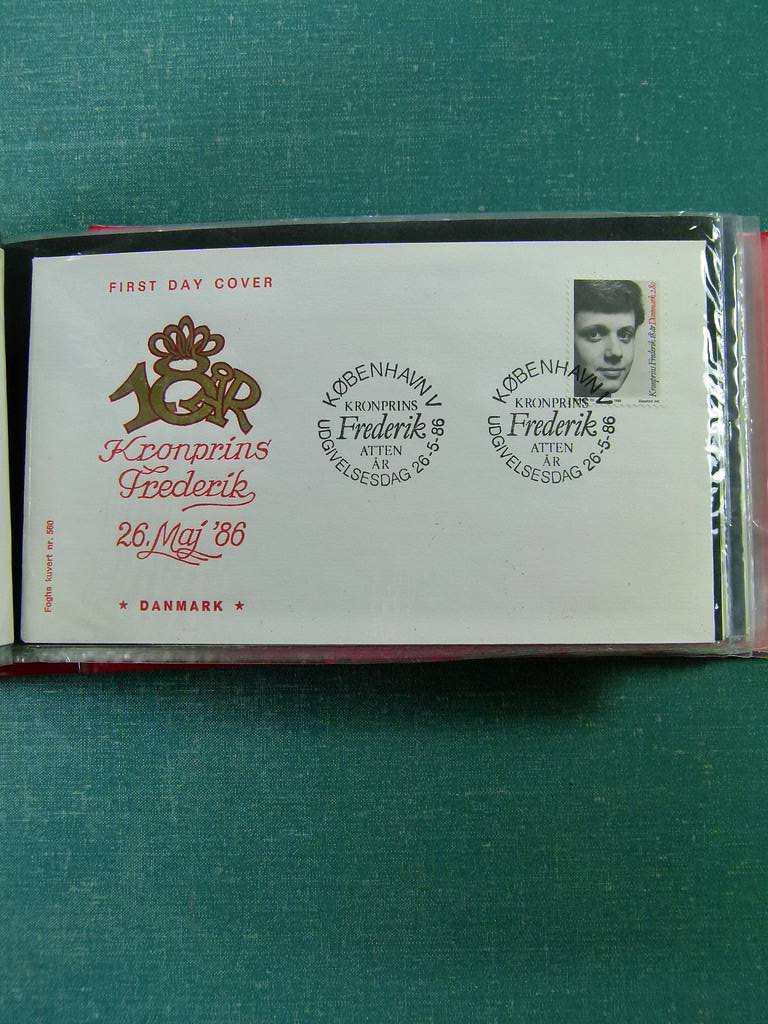 FIRST DAY COVER
18 ÅR
Kronprins
Frederik
26. Maj '86
★ DANMARK ★
Foghs kuvert nr. 560
KØBENHAVN V
KRONPRINS
Frederik
ATTEN
ÅR
UDGIVELSESDAG 26-5-86
KØBENHAVN V
KRONPRINS
Frederik
ATTEN
ÅR
UDGIVELSESDAG 26-5-86
Kronprins Frederik 18 år Danmark 2.80